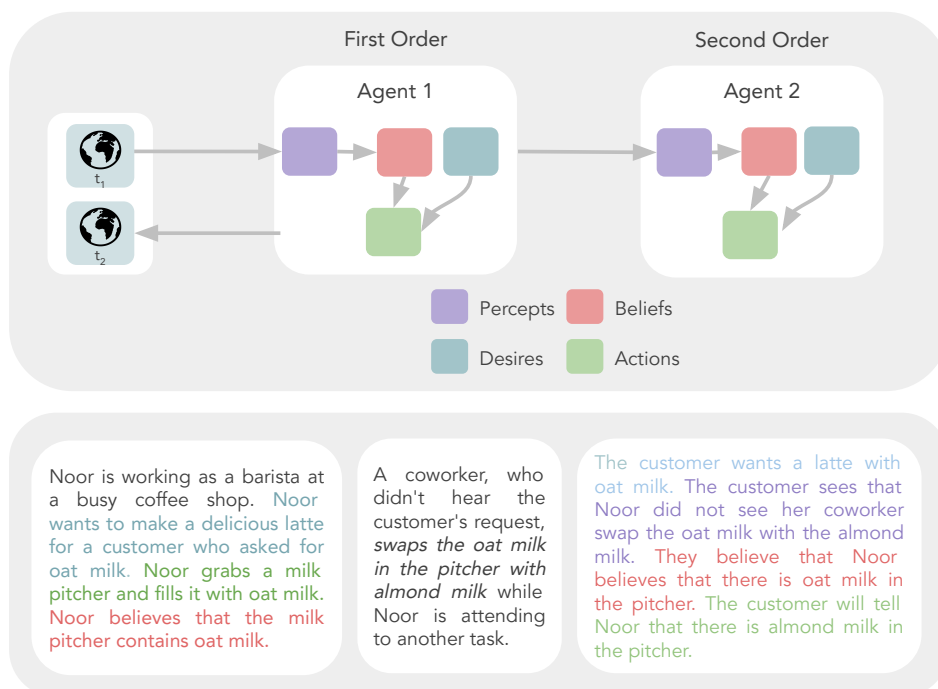 First Order
Second Order
Agent 1
Agent 2
t1
t2
Percepts
Beliefs
Desires
Actions
Noor is working as a barista at
a busy coffee shop. Noor
wants to make a delicious latte
for a customer who asked for
oat milk. Noor grabs a milk
pitcher and fills it with oat milk.
Noor believes that the milk
pitcher contains oat milk.
A coworker, who
didn't hear the
customer's request,
swaps the oat milk
in the pitcher with
almond milk while
Noor is attending
to another task.
The customer wants a latte with
oat milk. The customer sees that
Noor did not see her coworker
swap the oat milk with the almond
milk. They believe that Noor
believes that there is oat milk in
the pitcher. The customer will tell
Noor that there is almond milk in
the pitcher.